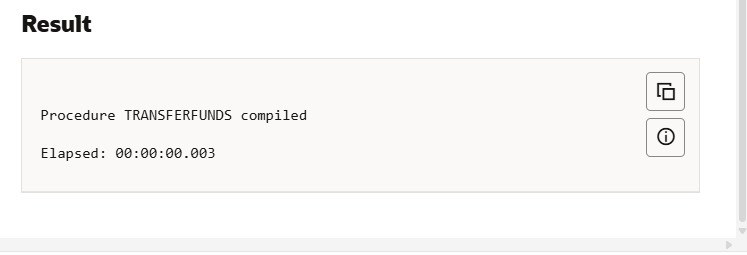 Result
Procedure TRANSFERFUNDS compiled
Elapsed: 00:00:00.003